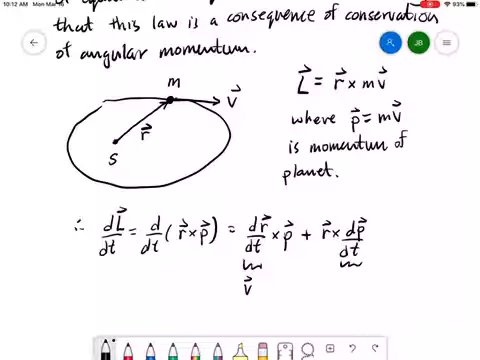 10:12 AM Mon Mar
93%
that this law is a consequence of conservation
of angular momentum.
JB
m
v⃗
r⃗
S
L⃗ = r⃗ × mv⃗
where p⃗ = mv⃗
is momentum of
planet.
∴ dL⃗/dt = d/dt (r⃗ × p⃗) = dr⃗/dt × p⃗ + r⃗ × dp⃗/dt
v⃗